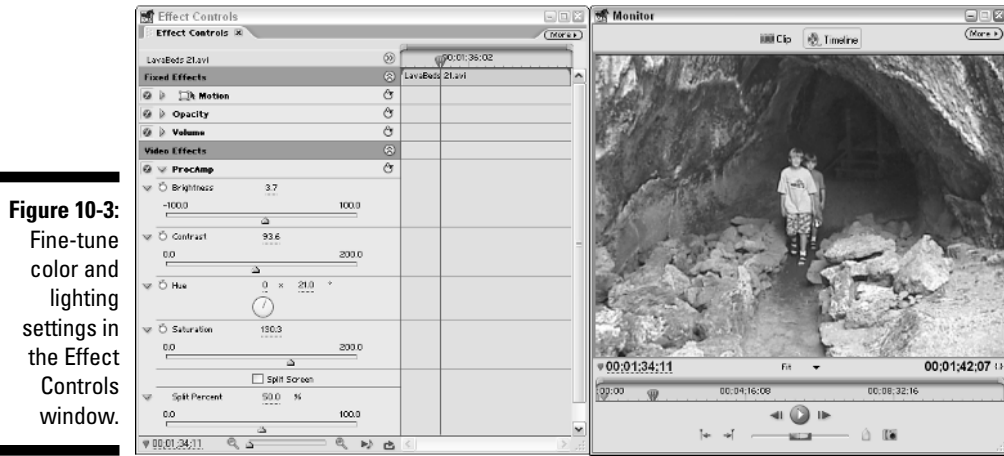 Figure 10-3:
Fine-tune
color and
lighting
settings in
the Effect
Controls
window.
Effect Controls
Effect Controls
More
LavaBeds 21.avi
00;01;36;02
Fixed Effects
LavaBeds 21.avi
Motion
Opacity
Volume
Video Effects
ProcAmp
Brightness 3.7
-100.0 100.0
Contrast 93.6
0.0 200.0
Hue 0 x 21.0 °
Saturation 130.3
0.0 200.0
Split Screen
Split Percent 50.0 %
0.0 100.0
00;01;34;11
Monitor
Clip Timeline More
00;01;34;11 Fit 00;01;42;07
00;00 00;04;16;08 00;08;32;16